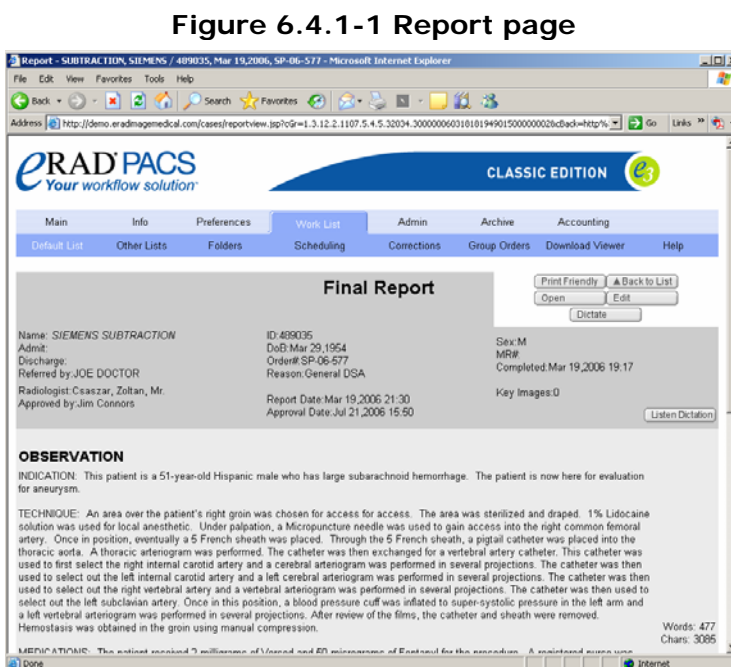 Figure 6.4.1-1 Report page
Report - SUBTRACTION, SIEMENS / 489035, Mar 19,2006, SP-06-577 - Microsoft Internet Explorer
File Edit View Favorites Tools Help
Back Search Favorites
Address Go Links »
eRAD PACS
Your workflow solution
CLASSIC EDITION e3
Main Info Preferences Work List Admin Archive Accounting
Default List Other Lists Folders Scheduling Corrections Group Orders Download Viewer Help
Final Report
Print Friendly ▲Back to List
Open Edit
Dictate
Name: SIEMENS SUBTRACTION ID:489035 Sex:M
Admit: DoB:Mar 29,1954 MR#:
Discharge: Order#:SP-06-577 Completed:Mar 19,2006 19:17
Referred by:JOE DOCTOR Reason:General DSA
Radiologist:Csaszar, Zoltan, Mr. Report Date:Mar 19,2006 21:30 Key Images:0
Approved by:Jim Connors Approval Date:Jul 21,2006 15:50
Listen Dictation
OBSERVATION
INDICATION: This patient is a 51-year-old Hispanic male who has large subarachnoid hemorrhage. The patient is now here for evaluation
for aneurysm.
TECHNIQUE: An area over the patient's right groin was chosen for access for access. The area was sterilized and draped. 1% Lidocaine
solution was used for local anesthetic. Under palpation, a Micropuncture needle was used to gain access into the right common femoral
artery. Once in position, eventually a 5 French sheath was placed. Through the 5 French sheath, a pigtail catheter was placed into the
thoracic aorta. A thoracic arteriogram was performed. The catheter was then exchanged for a vertebral artery catheter. This catheter was
used to first select the right internal carotid artery and a cerebral arteriogram was performed in several projections. The catheter was then
used to select out the left internal carotid artery and a left cerebral arteriogram was performed in several projections. The catheter was then
used to select out the right vertebral artery and a vertebral arteriogram was performed in several projections. The catheter was then used to
select out the left subclavian artery. Once in this position, a blood pressure cuff was inflated to super-systolic pressure in the left arm and
a left vertebral arteriogram was performed in several projections. After review of the films, the catheter and sheath were removed.
Hemostasis was obtained in the groin using manual compression.
Words: 477
Chars: 3085
MEDICATIONS: The patient received 2 milligrams of Versed and 50 micrograms of Fentanyl for the procedure. A registered nurse was
Done Internet